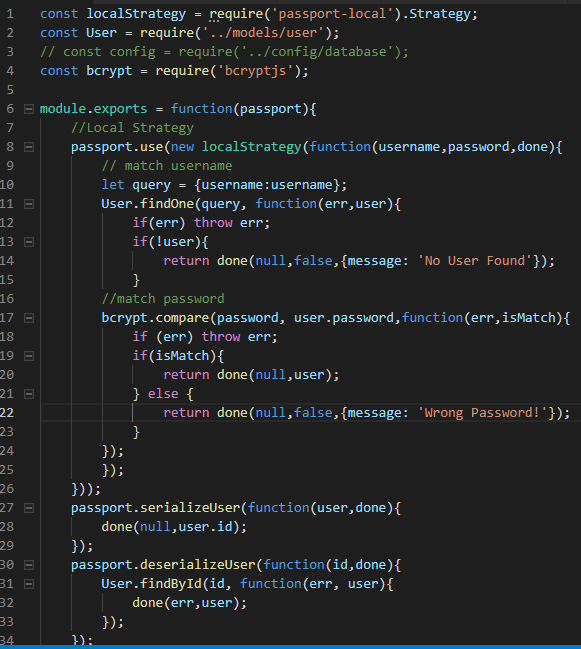 1 const localStrategy = require('passport-local').Strategy;
2 const User = require('../models/user');
3 // const config = require('../config/database');
4 const bcrypt = require('bcryptjs');
5
6 module.exports = function(passport){
7     //Local Strategy
8     passport.use(new localStrategy(function(username,password,done){
9         // match username
10         let query = {username:username};
11         User.findOne(query, function(err,user){
12             if(err) throw err;
13             if(!user){
14                 return done(null,false,{message: 'No User Found'});
15             }
16         //match password
17         bcrypt.compare(password, user.password,function(err,isMatch){
18             if (err) throw err;
19             if(isMatch){
20                 return done(null,user);
21             } else {
22                 return done(null,false,{message: 'Wrong Password!'});
23             }
24         });
25         });
26     }));
27     passport.serializeUser(function(user,done){
28         done(null,user.id);
29     });
30     passport.deserializeUser(function(id,done){
31         User.findById(id, function(err, user){
32             done(err,user);
33         });
34     });